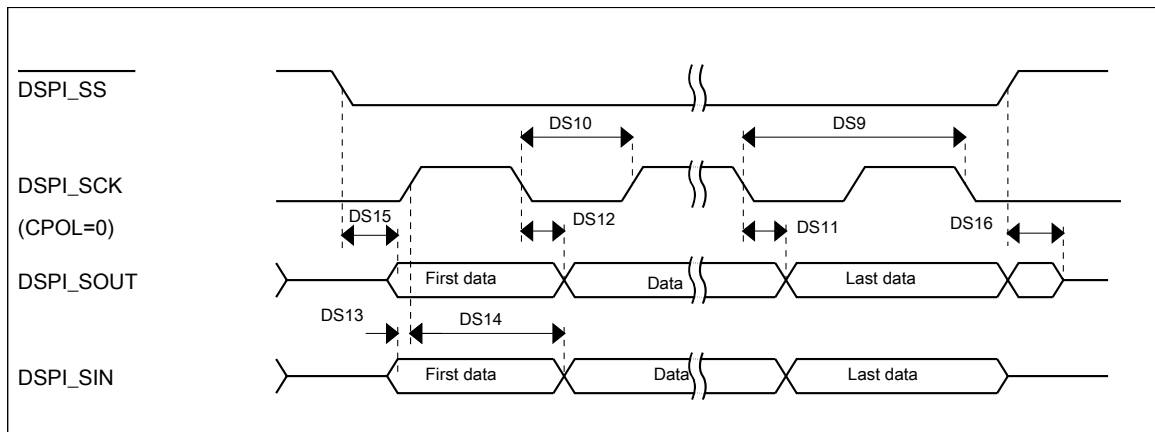 DSPI_SS
DS10
DS9
DSPI_SCK
DS15
DS12
DS11
DS16
(CPOL=0)
DSPI_SOUT
First data
Data
Last data
DS13
DS14
DSPI_SIN
First data
Data
Last data